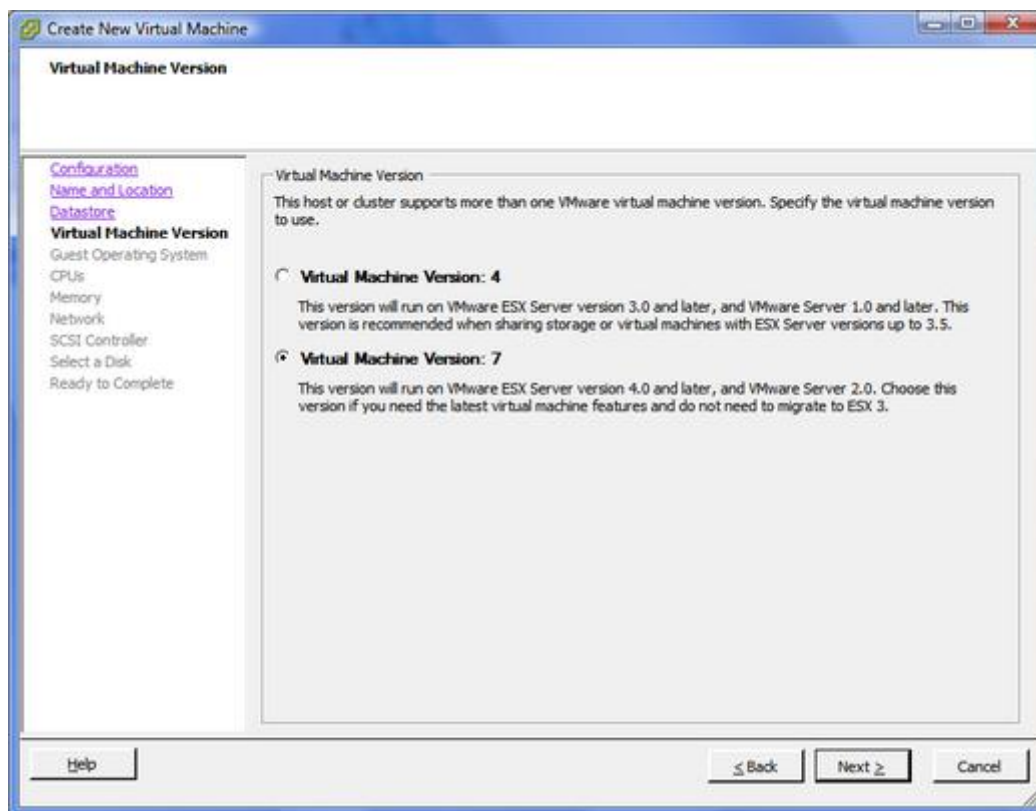 Create New Virtual Machine
Virtual Machine Version
Configuration
Name and Location
Datastore
Virtual Machine Version
Guest Operating System
CPUs
Memory
Network
SCSI Controller
Select a Disk
Ready to Complete
Virtual Machine Version
This host or cluster supports more than one VMware virtual machine version. Specify the virtual machine version
to use.
Virtual Machine Version: 4
This version will run on VMware ESX Server version 3.0 and later, and VMware Server 1.0 and later. This
version is recommended when sharing storage or virtual machines with ESX Server versions up to 3.5.
Virtual Machine Version: 7
This version will run on VMware ESX Server version 4.0 and later, and VMware Server 2.0. Choose this
version if you need the latest virtual machine features and do not need to migrate to ESX 3.
Help
< Back
Next >
Cancel